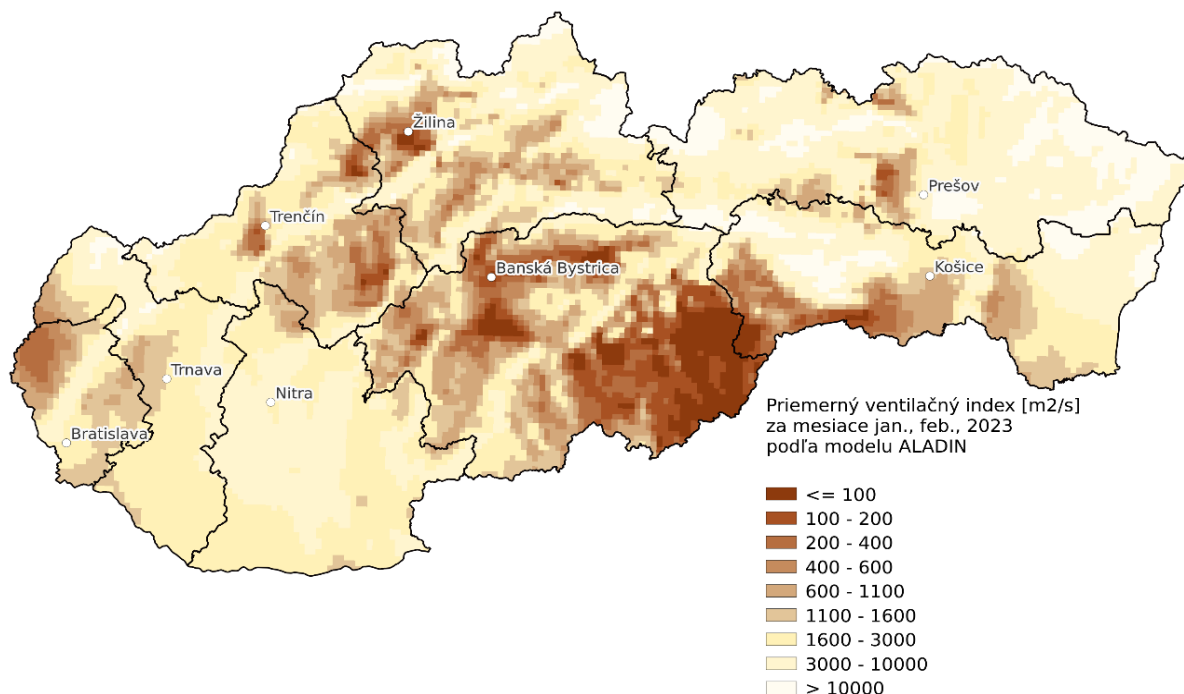 Žilina
Prešov
Trenčín
Banská Bystrica
Košice
Trnava
Nitra
Bratislava
Priemerný ventilačný index [m2/s]
za mesiace jan., feb., 2023
podľa modelu ALADIN
<= 100
100 - 200
200 - 400
400 - 600
600 - 1100
1100 - 1600
1600 - 3000
3000 - 10000
> 10000